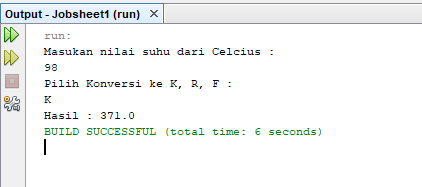 Output - Jobsheet1 (run) ×
run:
Masukan nilai suhu dari Celcius :
98
Pilih Konversi ke K, R, F :
K
Hasil : 371.0
BUILD SUCCESSFUL (total time: 6 seconds)